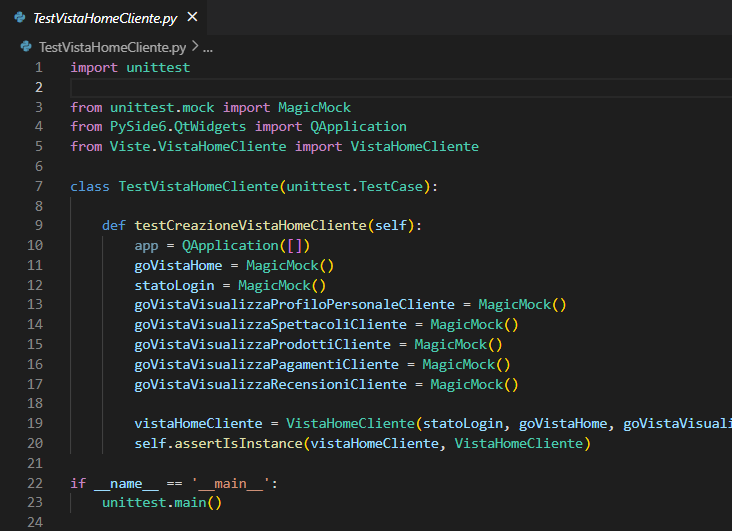 TestVistaHomeCliente.py ×
TestVistaHomeCliente.py > ...
1 import unittest
2
3 from unittest.mock import MagicMock
4 from PySide6.QtWidgets import QApplication
5 from Viste.VistaHomeCliente import VistaHomeCliente
6
7 class TestVistaHomeCliente(unittest.TestCase):
8
9 def testCreazioneVistaHomeCliente(self):
10 app = QApplication([])
11 goVistaHome = MagicMock()
12 statoLogin = MagicMock()
13 goVistaVisualizzaProfiloPersonaleCliente = MagicMock()
14 goVistaVisualizzaSpettacoliCliente = MagicMock()
15 goVistaVisualizzaProdottiCliente = MagicMock()
16 goVistaVisualizzaPagamentiCliente = MagicMock()
17 goVistaVisualizzaRecensioniCliente = MagicMock()
18
19 vistaHomeCliente = VistaHomeCliente(statoLogin, goVistaHome, goVistaVisuali
20 self.assertIsInstance(vistaHomeCliente, VistaHomeCliente)
21
22 if __name__ == '__main__':
23 unittest.main()
24